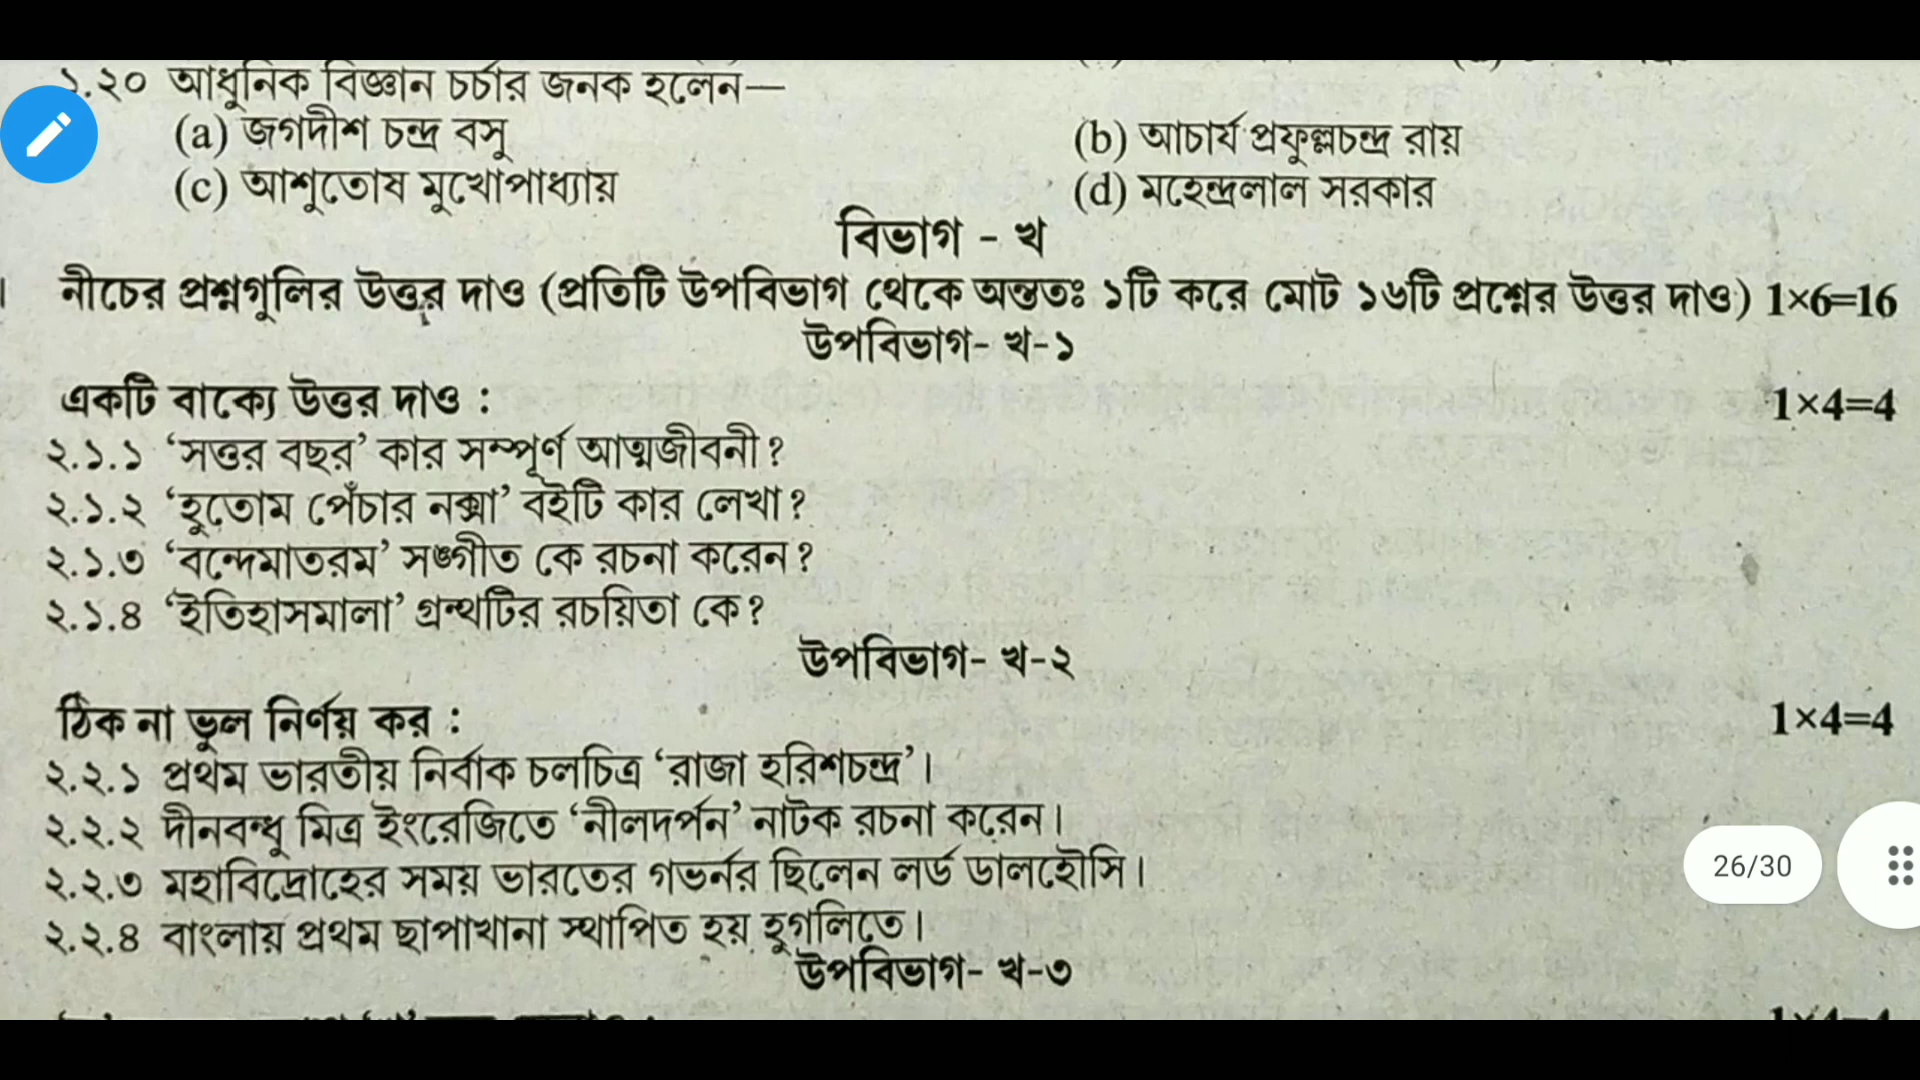 ১.২০ আধুনিক বিজ্ঞান চর্চার জনক হলেন—
(a) জগদীশ চন্দ্র বসু (b) আচার্য প্রফুল্লচন্দ্র রায়
(c) আশুতোষ মুখোপাধ্যায় (d) মহেন্দ্রলাল সরকার
বিভাগ - খ
। নীচের প্রশ্নগুলির উত্তর দাও (প্রতিটি উপবিভাগ থেকে অন্ততঃ ১টি করে মোট ১৬টি প্রশ্নের উত্তর দাও) 1×6=16
উপবিভাগ- খ-১
একটি বাক্যে উত্তর দাও : 1×4=4
২.১.১ ‘সত্তর বছর’ কার সম্পূর্ণ আত্মজীবনী?
২.১.২ ‘হুতোম পেঁচার নক্সা’ বইটি কার লেখা?
২.১.৩ ‘বন্দেমাতরম’ সঙ্গীত কে রচনা করেন?
২.১.৪ ‘ইতিহাসমালা’ গ্রন্থটির রচয়িতা কে?
উপবিভাগ- খ-২
ঠিক না ভুল নির্ণয় কর : 1×4=4
২.২.১ প্রথম ভারতীয় নির্বাক চলচিত্র ‘রাজা হরিশচন্দ্র’।
২.২.২ দীনবন্ধু মিত্র ইংরেজিতে ‘নীলদর্পন’ নাটক রচনা করেন।
২.২.৩ মহাবিদ্রোহের সময় ভারতের গভর্নর ছিলেন লর্ড ডালহৌসি।
26/30
২.২.৪ বাংলায় প্রথম ছাপাখানা স্থাপিত হয় হুগলিতে।
উপবিভাগ- খ-৩